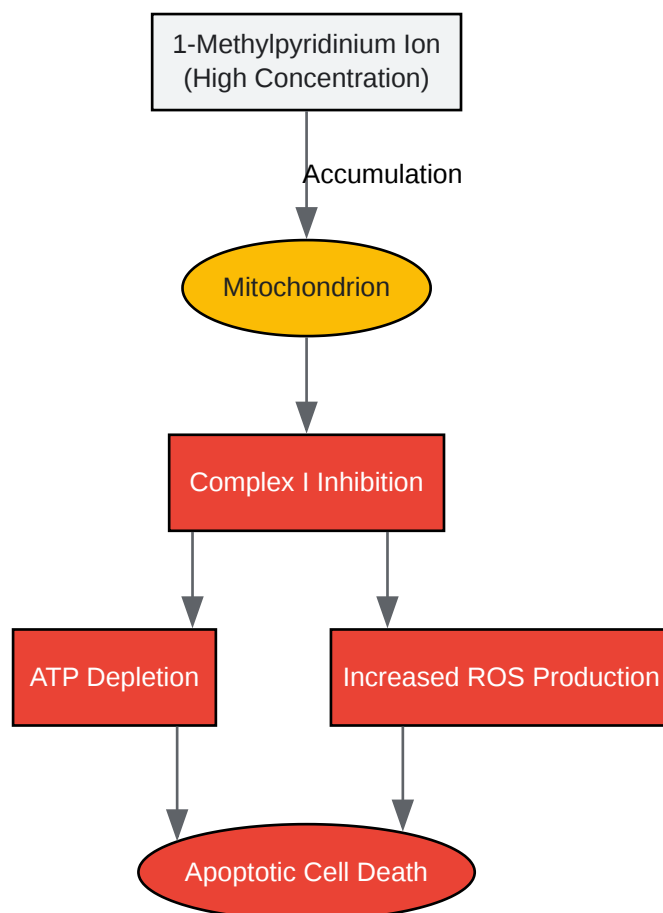 1-Methylpyridinium Ion
(High Concentration)
Accumulation
Mitochondrion
Complex I Inhibition
ATP Depletion
Increased ROS Production
Apoptotic Cell Death